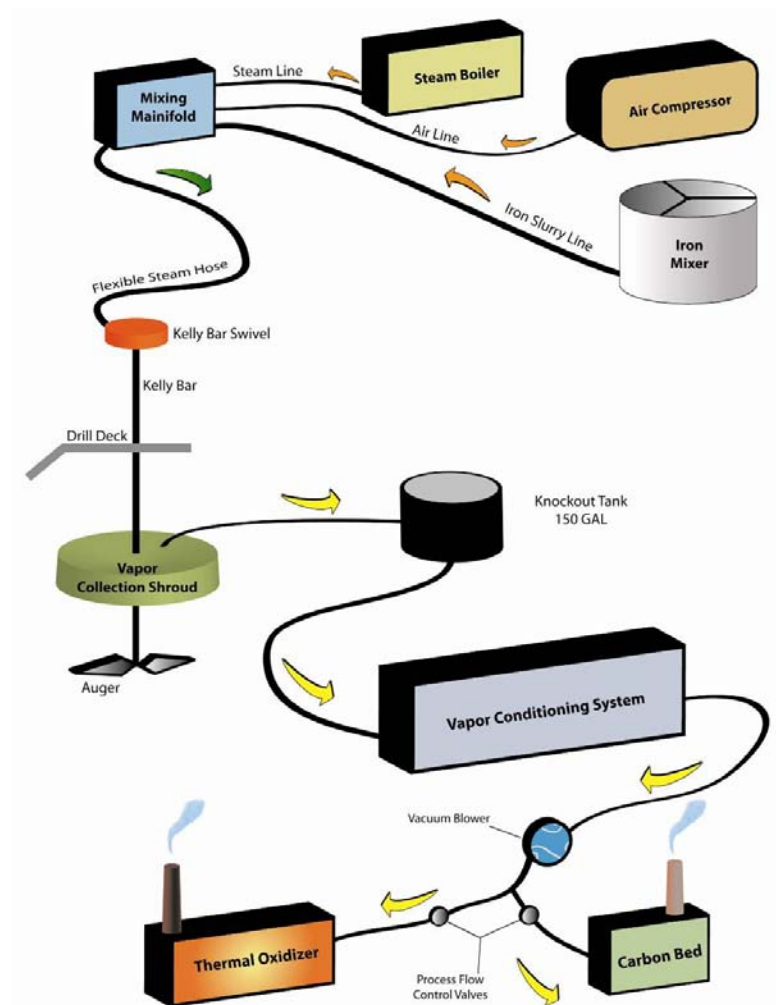 Steam Line
Steam Boiler
Mixing
Mainifold
Air Compressor
Air Line
Iron Slurry Line
Iron
Mixer
Flexible Steam Hose
Kelly Bar Swivel
Kelly Bar
Drill Deck
Knockout Tank
150 GAL
Vapor
Collection Shroud
Auger
Vapor Conditioning System
Vacuum Blower
Thermal Oxidizer
Carbon Bed
Process Flow
Control Valves